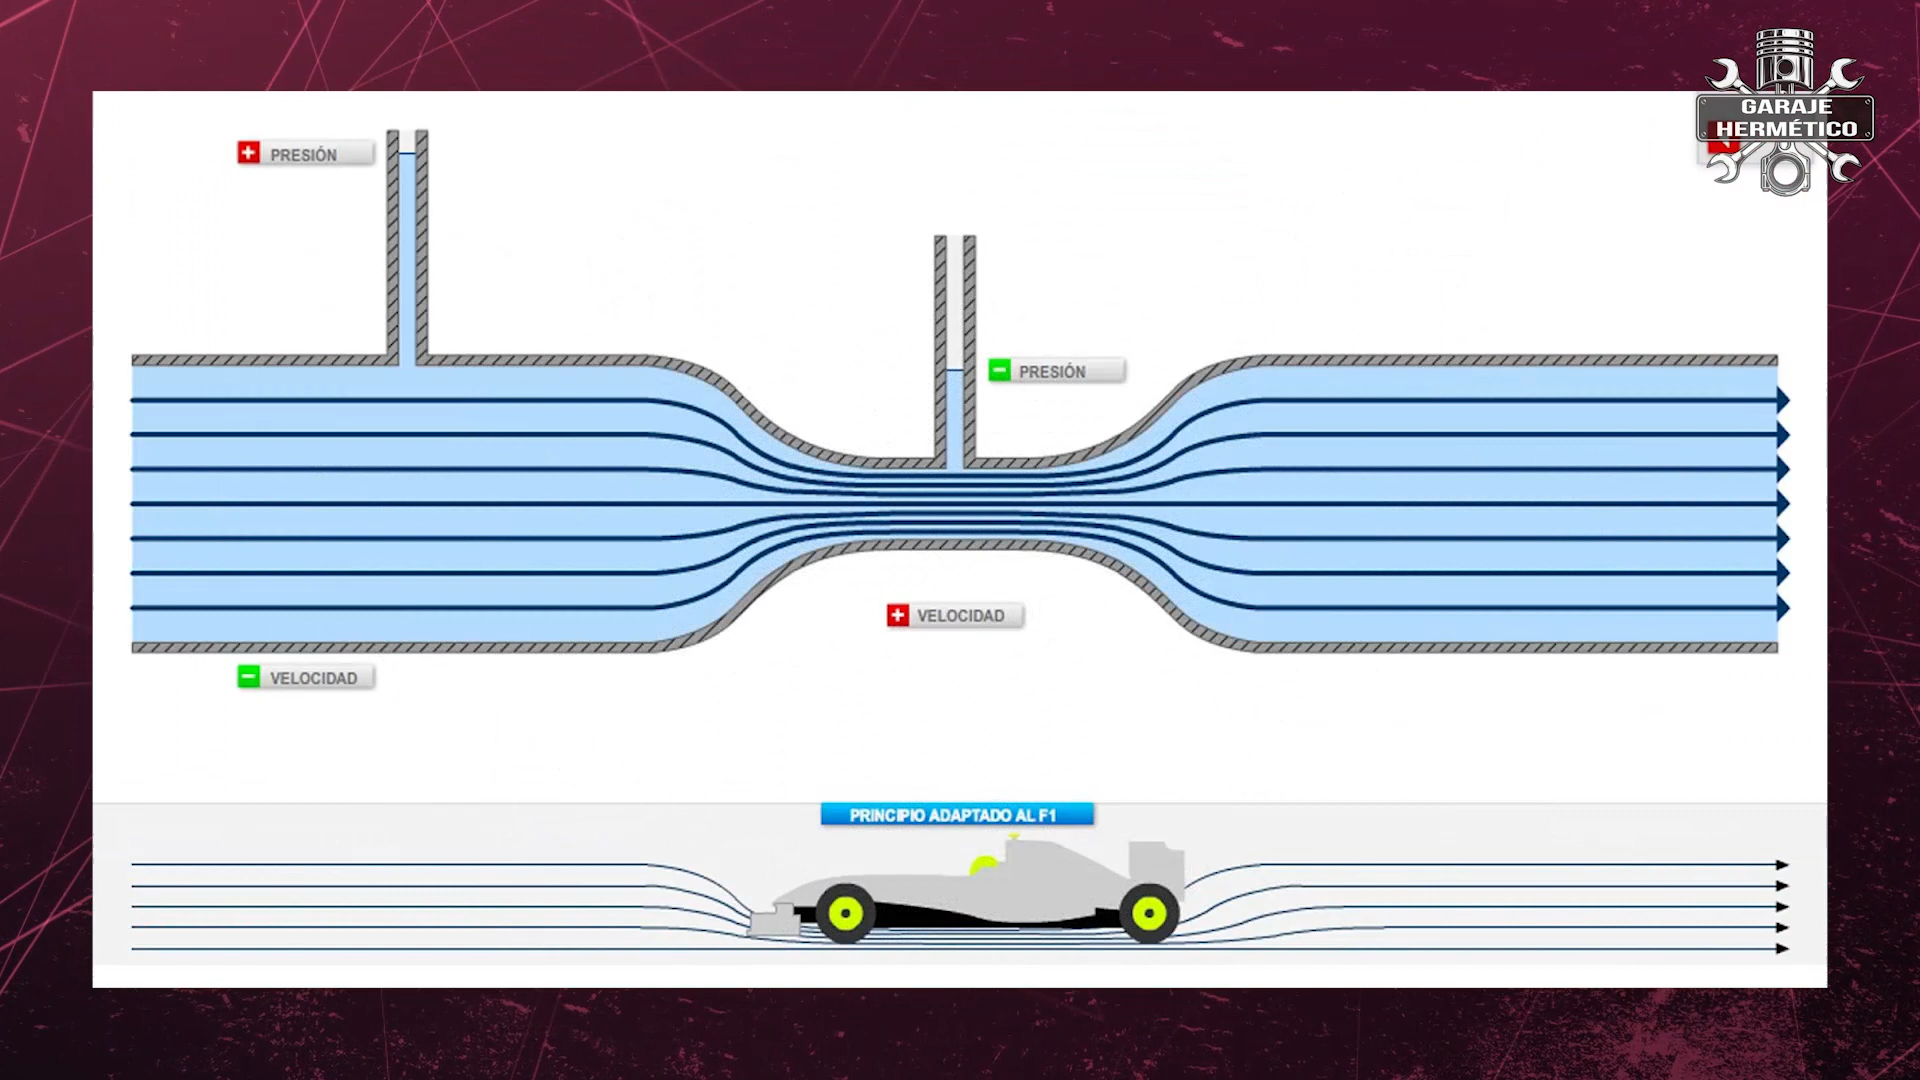 GARAJE
HERMÉTICO
+ PRESIÓN
- PRESIÓN
+ VELOCIDAD
- VELOCIDAD
PRINCIPIO ADAPTADO AL F1